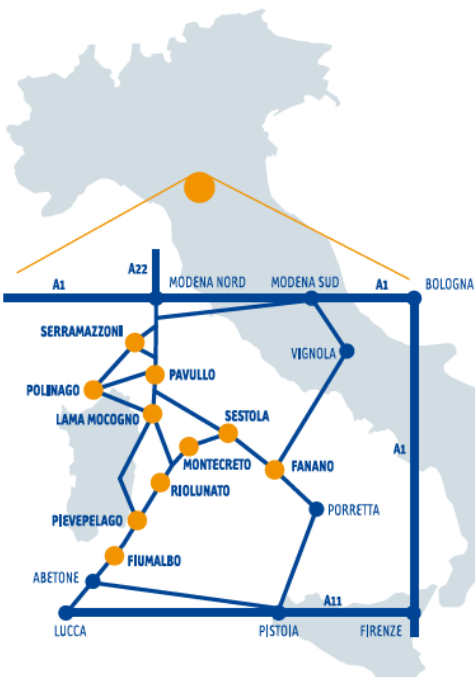 A22
A1
MODENA NORD
MODENA SUD
A1
BOLOGNA
SERRAMAZZONI
VIGNOLA
PAVULLO
POLINAGO
SESTOLA
LAMA MOCOGNO
A1
MONTECRETO
FANANO
RIOLUNATO
PORRETTA
PIEVEPELAGO
FIUMALBO
ABETONE
A11
LUCCA
PISTOIA
FIRENZE